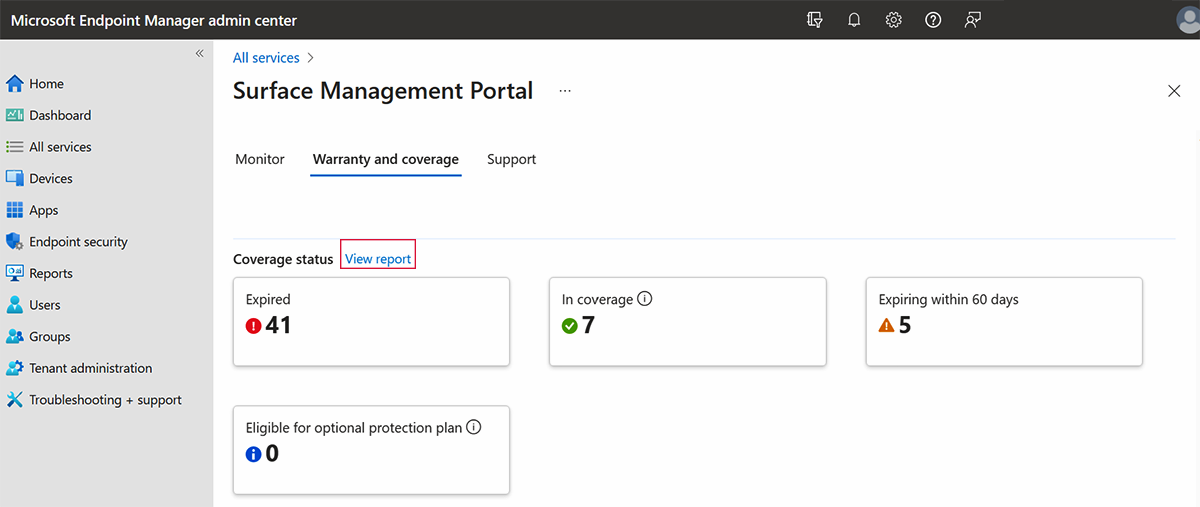 Microsoft Endpoint Manager admin center
Home
Dashboard
All services
Devices
Apps
Endpoint security
Reports
Users
Groups
Tenant administration
Troubleshooting + support
All services >
Surface Management Portal ...
Monitor Warranty and coverage Support
Coverage status View report
Expired
41
In coverage
7
Expiring within 60 days
5
Eligible for optional protection plan
0